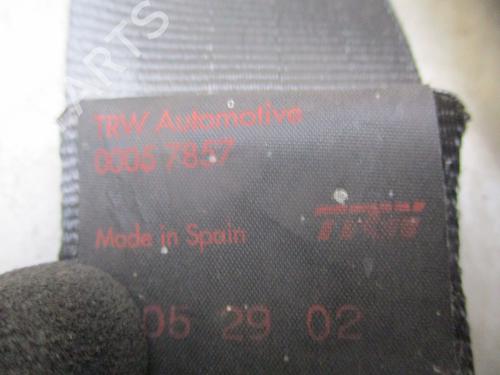 TRW Automotive
00057857
Made in Spain
TRW
05 29 02